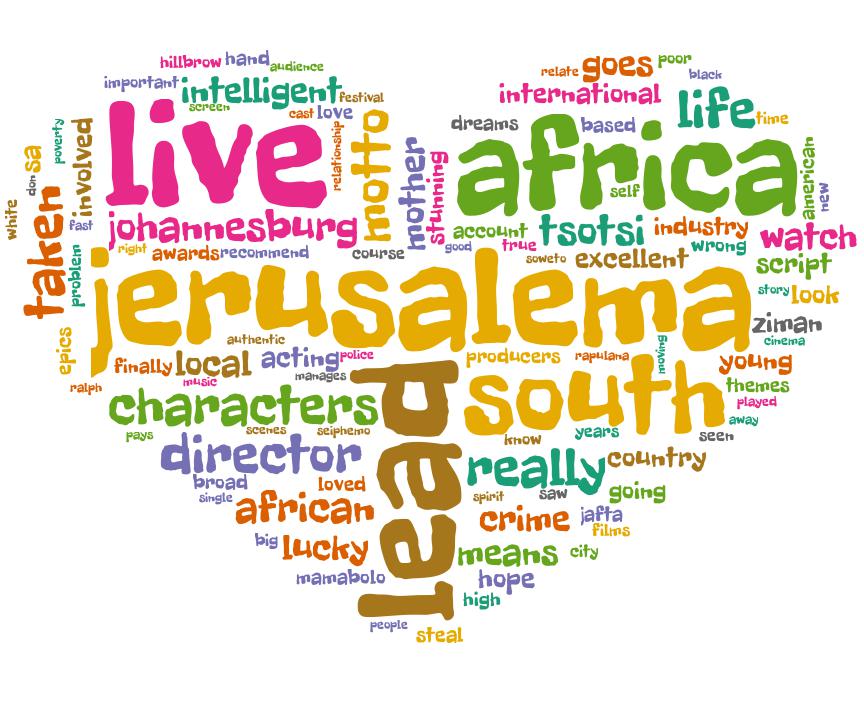 hillbrow hand audience
important intelligent festival
screen cast love
live
motto
relationship
mother
stunning
johannesburg
right awards recommend course
poverty
sa
don
involved
white
fast
taken
problem
relate goes poor
black
international
life time
dreams based
africa
self
american
new
account tsotsi industry
good true wrong watch
soweto excellent script
jerusalema
story look
ziman
cinema
epics
authentic
finally local acting police
producers rapulana moving young
ralph music manages
lead
south
themes
played
away
characters
pays scenes seiphemo
know years seen
director
really country
broad loved
single
spirit saw going
african
crime jafta
films
big lucky
means city
mamabolo
hope
high
people
steal